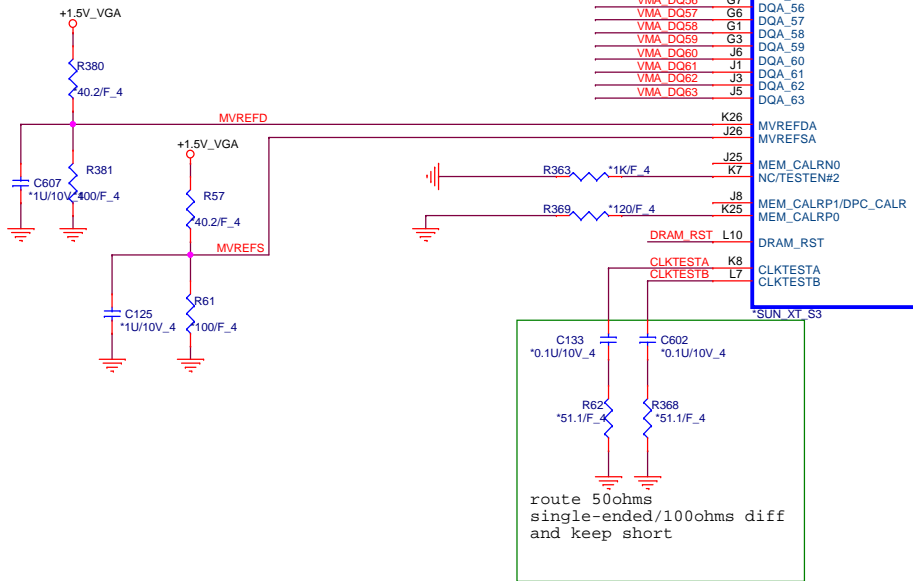 +1.5V_VGA
R380
*40.2/F_4
MVREFD
C607
*1U/10V_4
R381
*100/F_4
+1.5V_VGA
R57
*40.2/F_4
MVREFS
C125
*1U/10V_4
R61
*100/F_4
VMA_DQ56 G7 DQA_56
VMA_DQ57 G6 DQA_57
VMA_DQ58 G1 DQA_58
VMA_DQ59 G3 DQA_59
VMA_DQ60 J6 DQA_60
VMA_DQ61 J1 DQA_61
VMA_DQ62 J3 DQA_62
VMA_DQ63 J5 DQA_63
K26 MVREFDA
J26 MVREFSA
J25 MEM_CALRN0
R363 *1K/F_4 K7 NC/TESTEN#2
J8 MEM_CALRP1/DPC_CALR
R369 *120/F_4 K25 MEM_CALRP0
DRAM_RST L10 DRAM_RST
CLKTESTA K8 CLKTESTA
CLKTESTB L7 CLKTESTB
*SUN_XT_S3
C133
*0.1U/10V_4
C602
*0.1U/10V_4
R62
*51.1/F_4
R368
*51.1/F_4
route 50ohms
single-ended/100ohms diff
and keep short